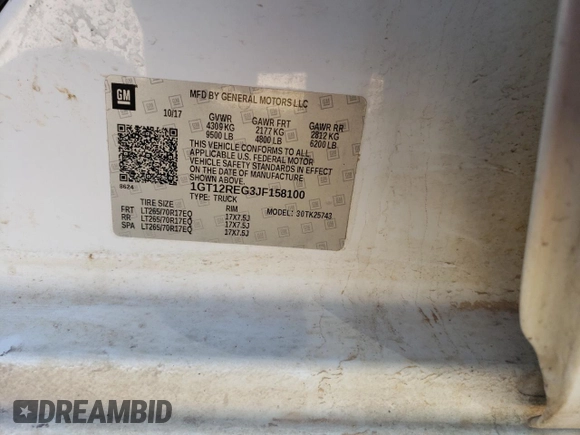 GM
MFD BY GENERAL MOTORS LLC
10/17
GVWR GAWR FRT GAWR RR
4309 KG 2177 KG 2812 KG
9500 LB 4800 LB 6200 LB
THIS VEHICLE CONFORMS TO ALL
APPLICABLE U.S. FEDERAL MOTOR
VEHICLE SAFETY STANDARDS IN EFFECT
ON THE DATE OF MANUFACTURE
SHOWN ABOVE.
8624
1GT12REG3JF158100
TYPE: TRUCK
TIRE SIZE RIM MODEL: 30TK25743
FRT LT265/70R17EQ 17X7.5J
RR LT265/70R17EQ 17X7.5J
SPA LT265/70R17EQ 17X7.5J
DREAMBID